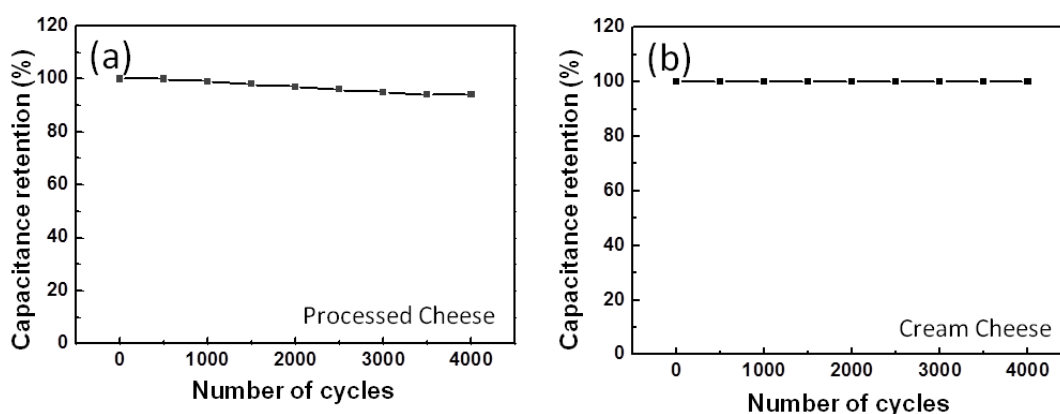 (a)
Capacitance retention (%)
120
100
80
60
40
20
0
Processed Cheese
0 1000 2000 3000 4000
Number of cycles
(b)
Capacitance retention (%)
120
100
80
60
40
20
0
Cream Cheese
0 1000 2000 3000 4000
Number of cycles